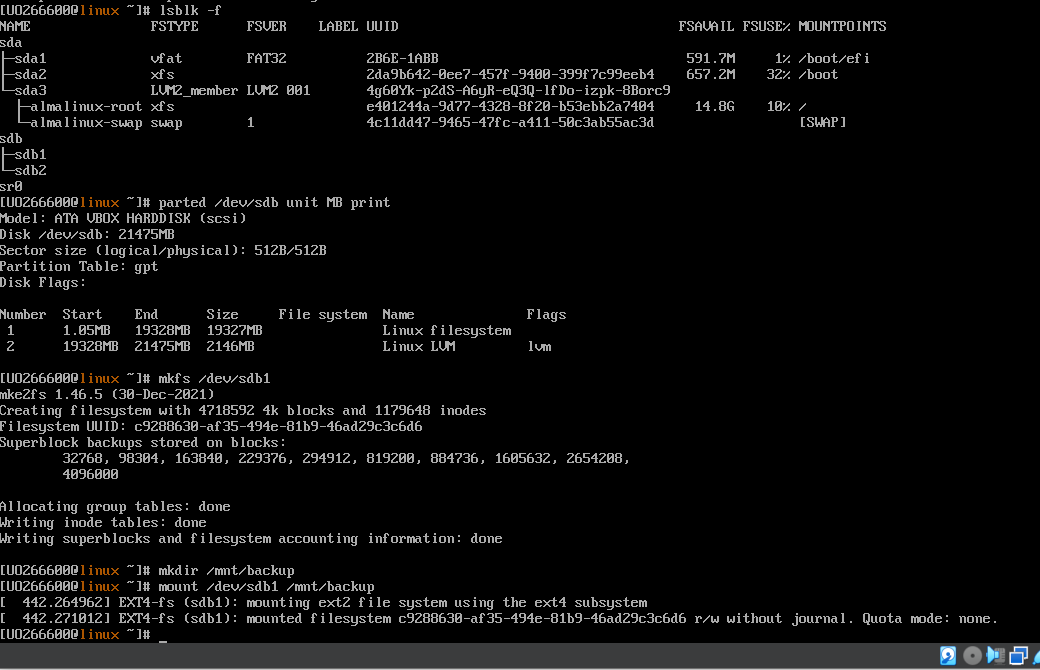 [UO266600@linux ~]# lsblk -f
NAME FSTYPE FSVER LABEL UUID FSAVAIL FSUSE% MOUNTPOINTS
sda
├─sda1 vfat FAT32 2B6E-1ABB 591.7M 1% /boot/efi
├─sda2 xfs 2da9b642-0ee7-457f-9400-399f7c99eeb4 657.2M 32% /boot
└─sda3 LVM2_member LVM2 001 4g60Yk-p2dS-A6yR-eQ3Q-lfDo-izpk-8Borc9
├─almalinux-root xfs e401244a-9d77-4328-8f20-b53ebb2a7404 14.8G 10% /
└─almalinux-swap swap 1 4c11dd47-9465-47fc-a411-50c3ab55ac3d [SWAP]
sdb
├─sdb1
└─sdb2
sr0
[UO266600@linux ~]# parted /dev/sdb unit MB print
Model: ATA VBOX HARDDISK (scsi)
Disk /dev/sdb: 21475MB
Sector size (logical/physical): 512B/512B
Partition Table: gpt
Disk Flags:
Number Start End Size File system Name Flags
1 1.05MB 19328MB 19327MB Linux filesystem
2 19328MB 21475MB 2146MB Linux LVM lvm
[UO266600@linux ~]# mkfs /dev/sdb1
mke2fs 1.46.5 (30-Dec-2021)
Creating filesystem with 4718592 4k blocks and 1179648 inodes
Filesystem UUID: c9288630-af35-494e-81b9-46ad29c3c6d6
Superblock backups stored on blocks:
32768, 98304, 163840, 229376, 294912, 819200, 884736, 1605632, 2654208,
4096000
Allocating group tables: done
Writing inode tables: done
Writing superblocks and filesystem accounting information: done
[UO266600@linux ~]# mkdir /mnt/backup
[UO266600@linux ~]# mount /dev/sdb1 /mnt/backup
[  442.264962] EXT4-fs (sdb1): mounting ext2 file system using the ext4 subsystem
[  442.271012] EXT4-fs (sdb1): mounted filesystem c9288630-af35-494e-81b9-46ad29c3c6d6 r/w without journal. Quota mode: none.
[UO266600@linux ~]# _